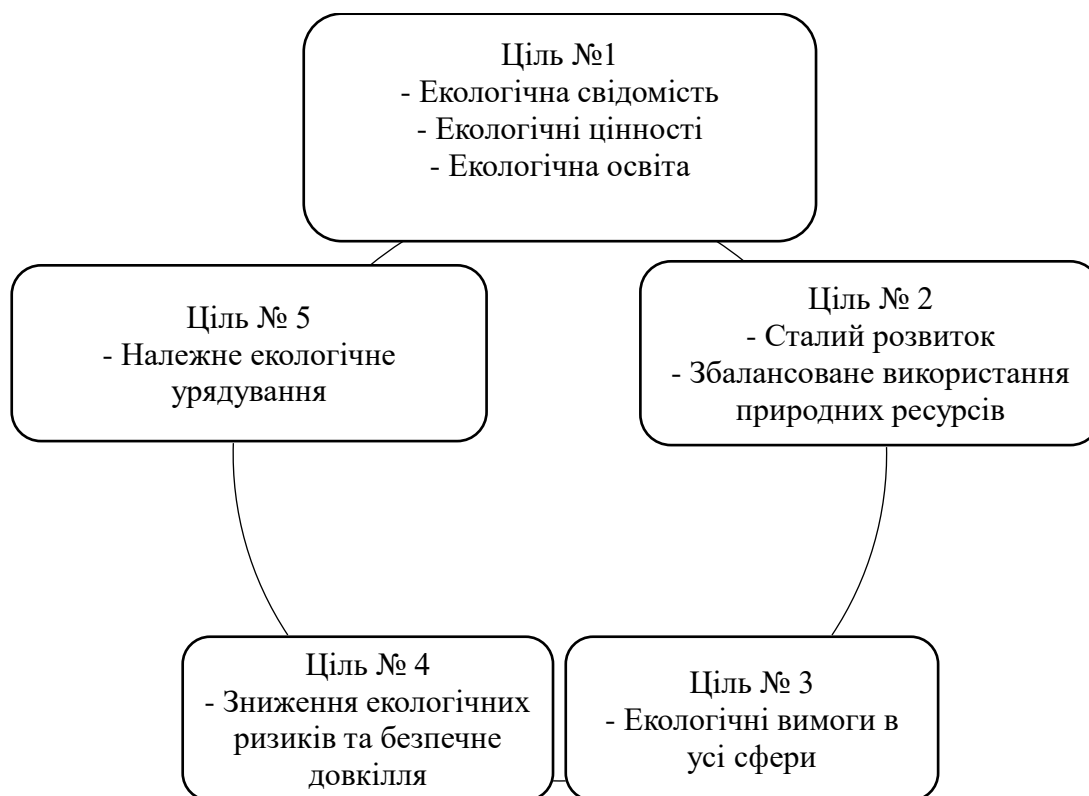 Ціль №1
- Екологічна свідомість
- Екологічні цінності
- Екологічна освіта
Ціль № 2
- Сталий розвиток
- Збалансоване використання
природних ресурсів
Ціль № 3
- Екологічні вимоги в
усі сфери
Ціль № 4
- Зниження екологічних
ризиків та безпечне
довкілля
Ціль № 5
- Належне екологічне
урядування